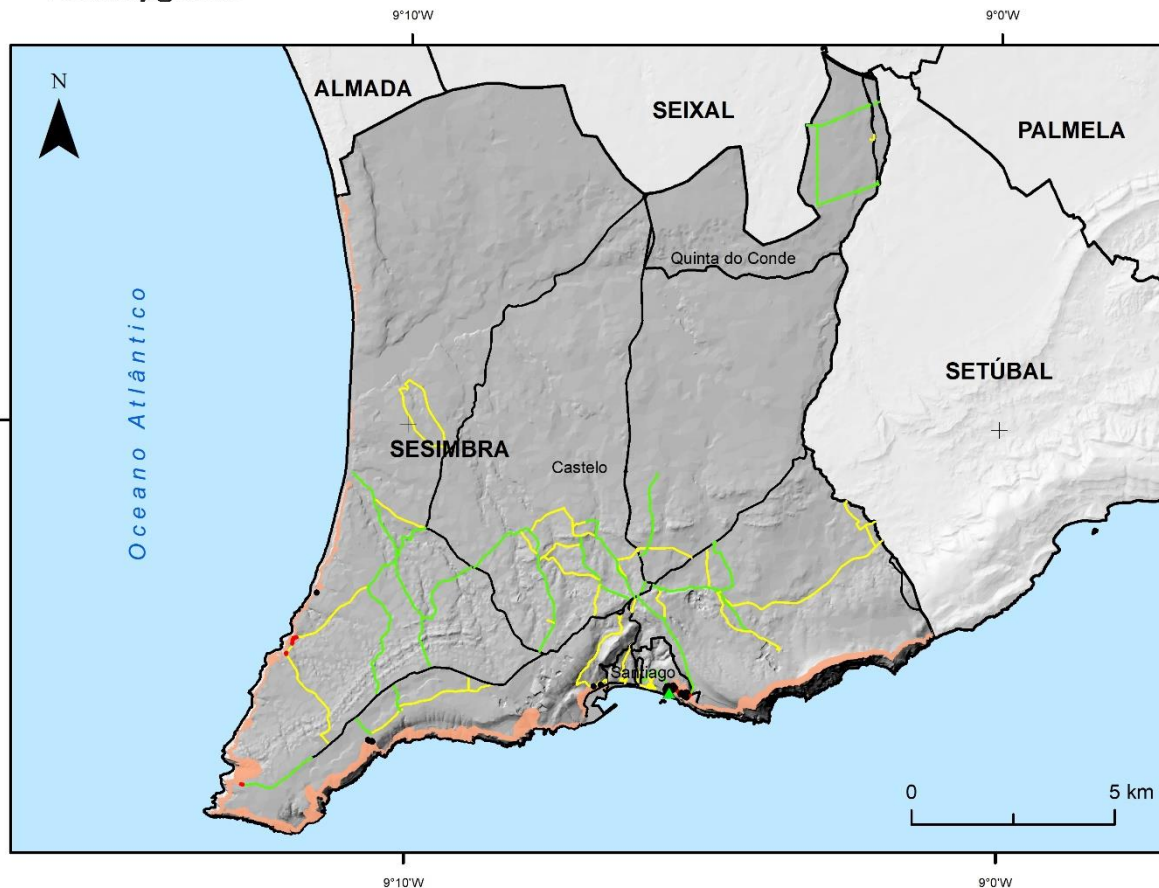 9°10'W
9°0'W
N
ALMADA
SEIXAL
PALMELA
Quinta do Conde
Oceano Atlântico
SETÚBAL
SESIMBRA
Castelo
Santiago
0
5 km
9°10'W
9°0'W